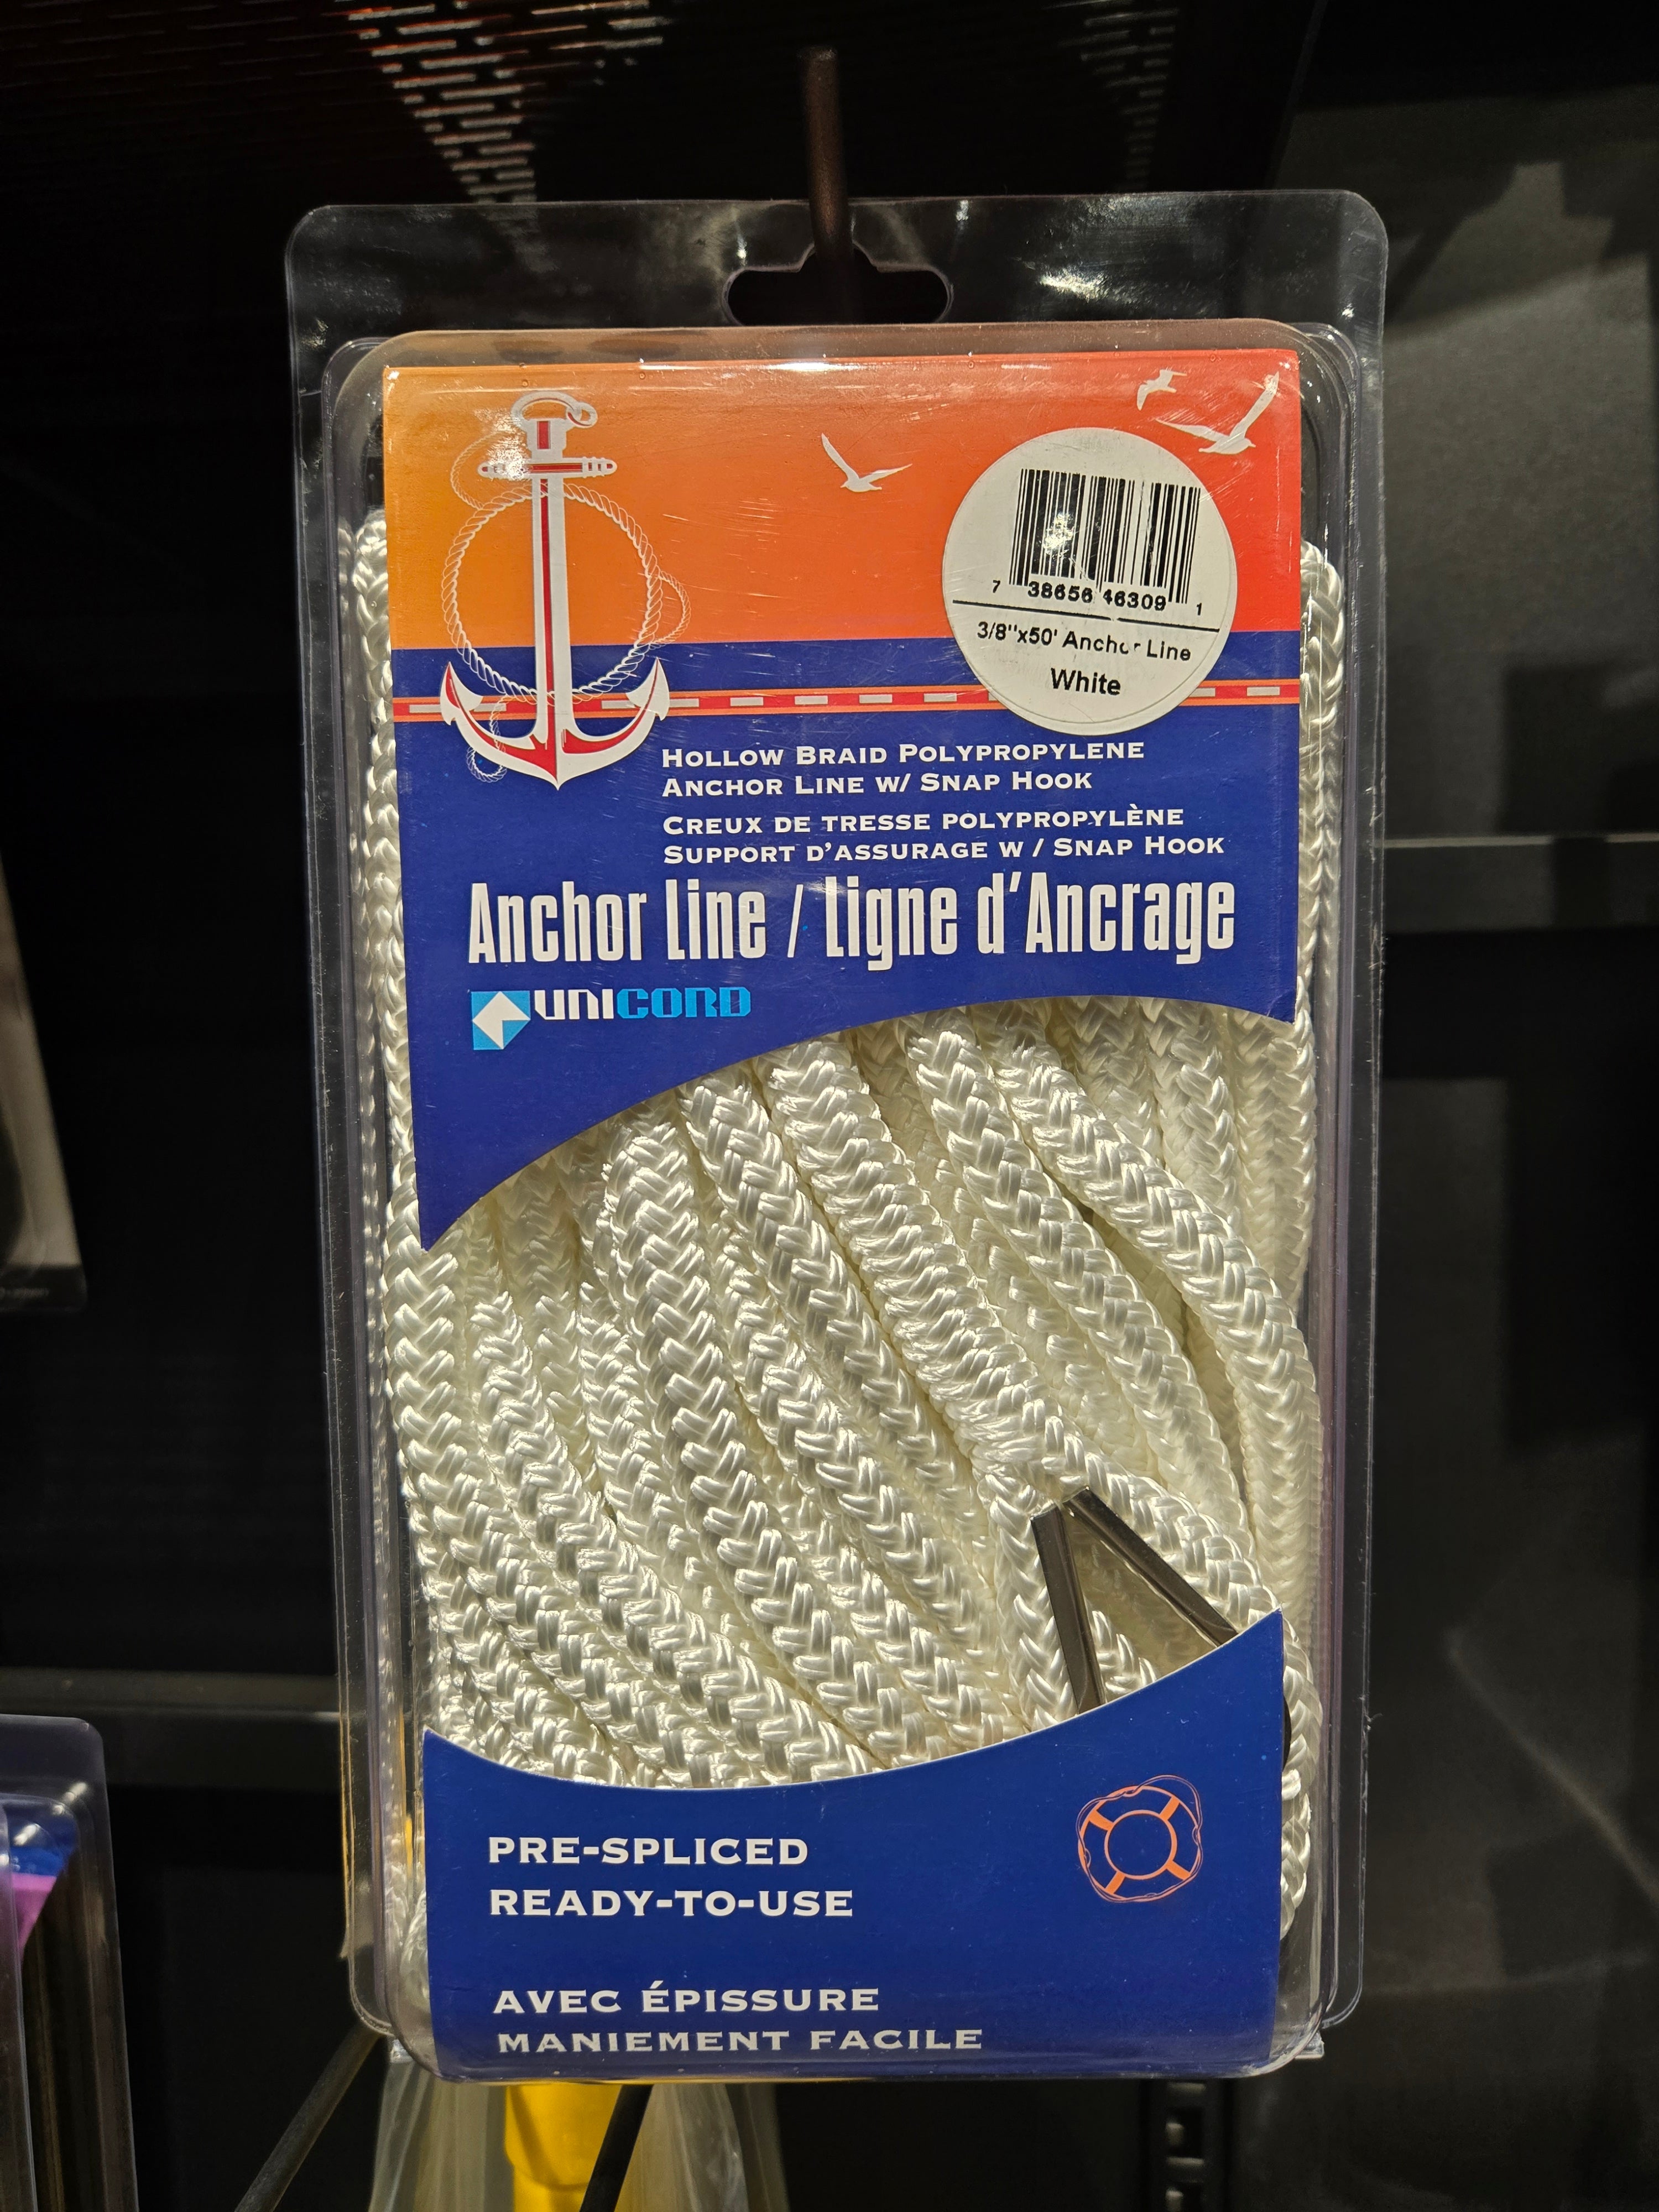 7 38656 46309 1
3/8"x50' Anchor Line
White
HOLLOW BRAID POLYPROPYLENE
ANCHOR LINE W/ SNAP HOOK
CREUX DE TRESSE POLYPROPYLÈNE
SUPPORT D'ASSURAGE W / SNAP HOOK
Anchor Line / Ligne d'Ancrage
UNICORD
PRE-SPLICED
READY-TO-USE
AVEC ÉPISSURE
MANIEMENT FACILE